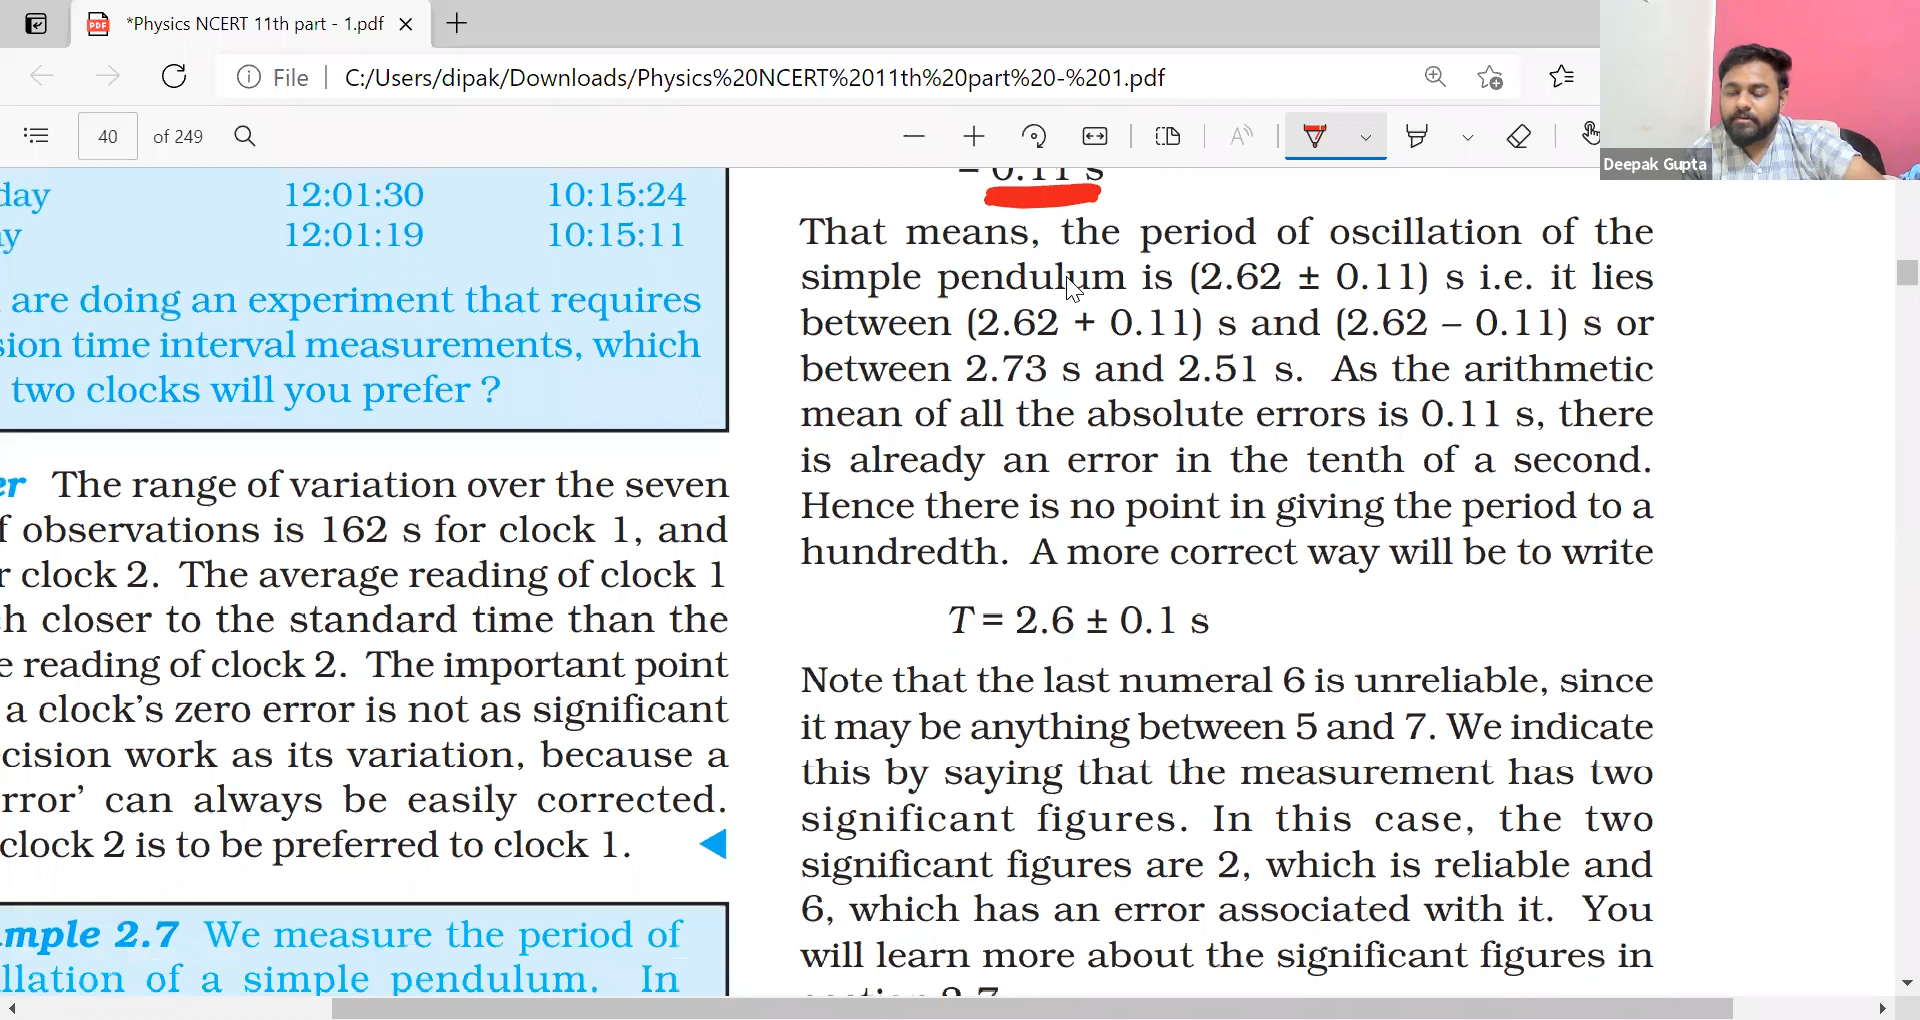 *Physics NCERT 11th part - 1.pdf
File
C:/Users/dipak/Downloads/Physics%20NCERT%2011th%20part%20-%201.pdf
40 of 249
Deepak Gupta
day 12:01:30 10:15:24
12:01:19 10:15:11
are doing an experiment that requires
sion time interval measurements, which
two clocks will you prefer ?
er The range of variation over the seven
f observations is 162 s for clock 1, and
r clock 2. The average reading of clock 1
h closer to the standard time than the
e reading of clock 2. The important point
a clock's zero error is not as significant
cision work as its variation, because a
rror' can always be easily corrected.
clock 2 is to be preferred to clock 1.
mple 2.7 We measure the period of
llation of a simple pendulum. In
= 0.11 s
That means, the period of oscillation of the
simple pendulum is (2.62 ± 0.11) s i.e. it lies
between (2.62 + 0.11) s and (2.62 – 0.11) s or
between 2.73 s and 2.51 s. As the arithmetic
mean of all the absolute errors is 0.11 s, there
is already an error in the tenth of a second.
Hence there is no point in giving the period to a
hundredth. A more correct way will be to write
T = 2.6 ± 0.1 s
Note that the last numeral 6 is unreliable, since
it may be anything between 5 and 7. We indicate
this by saying that the measurement has two
significant figures. In this case, the two
significant figures are 2, which is reliable and
6, which has an error associated with it. You
will learn more about the significant figures in